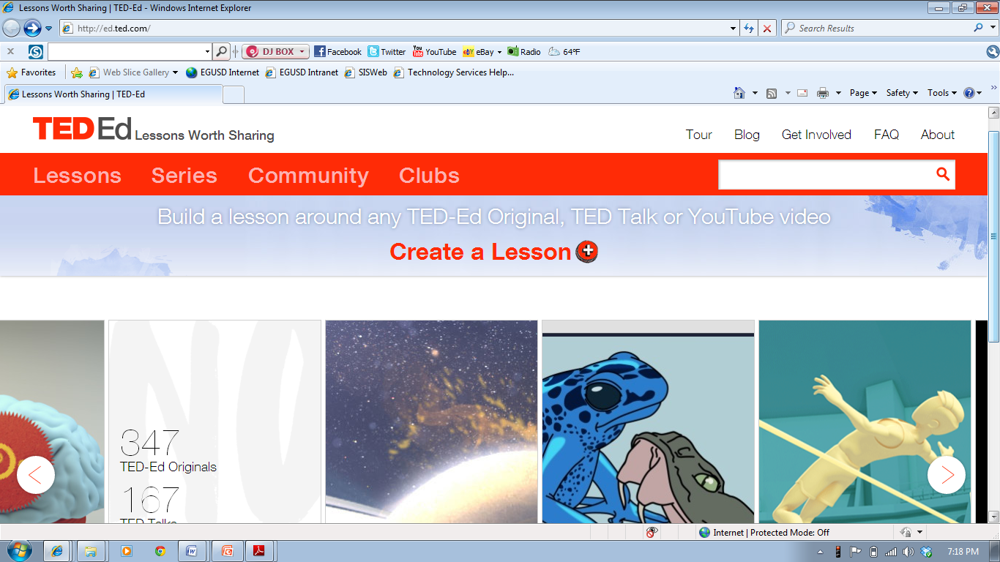 Lessons Worth Sharing | TED-Ed - Windows Internet Explorer
http://ed.ted.com/
Search Results
DJ BOX Facebook Twitter You Tube YouTube eBay eBay Radio 64°F
Favorites Web Slice Gallery EGUSD Internet EGUSD Intranet SISWeb Technology Services Help...
Lessons Worth Sharing | TED-Ed
Page Safety Tools
TED Ed Lessons Worth Sharing
Tour Blog Get Involved FAQ About
Lessons Series Community Clubs
Build a lesson around any TED-Ed Original, TED Talk or YouTube video
Create a Lesson
NO
347
TED-Ed Originals
167
TED Talks
Internet | Protected Mode: Off
7:18 PM